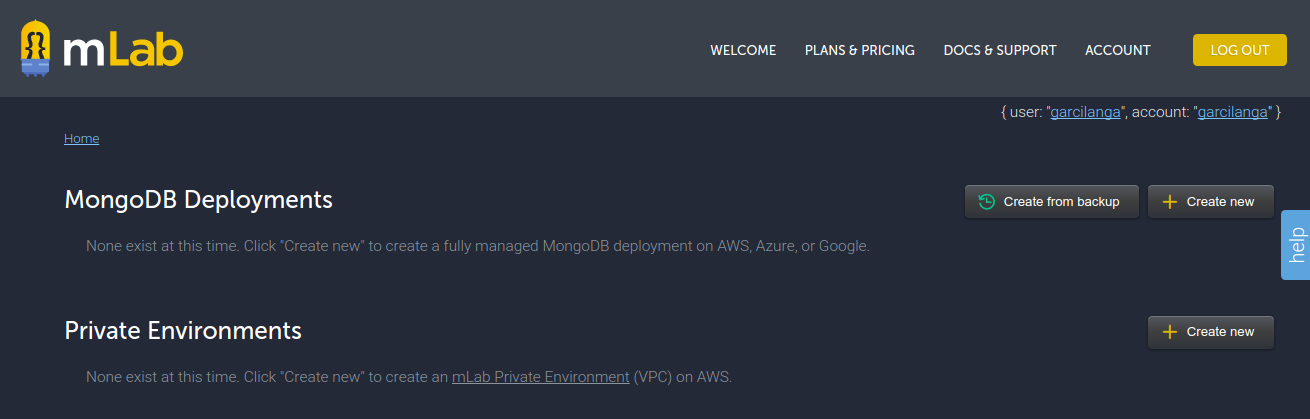 mLab
WELCOME PLANS & PRICING DOCS & SUPPORT ACCOUNT LOG OUT
{ user: "garcilanga", account: "garcilanga" }
Home
MongoDB Deployments Create from backup Create new
None exist at this time. Click "Create new" to create a fully managed MongoDB deployment on AWS, Azure, or Google.
help
Private Environments Create new
None exist at this time. Click "Create new" to create an mLab Private Environment (VPC) on AWS.